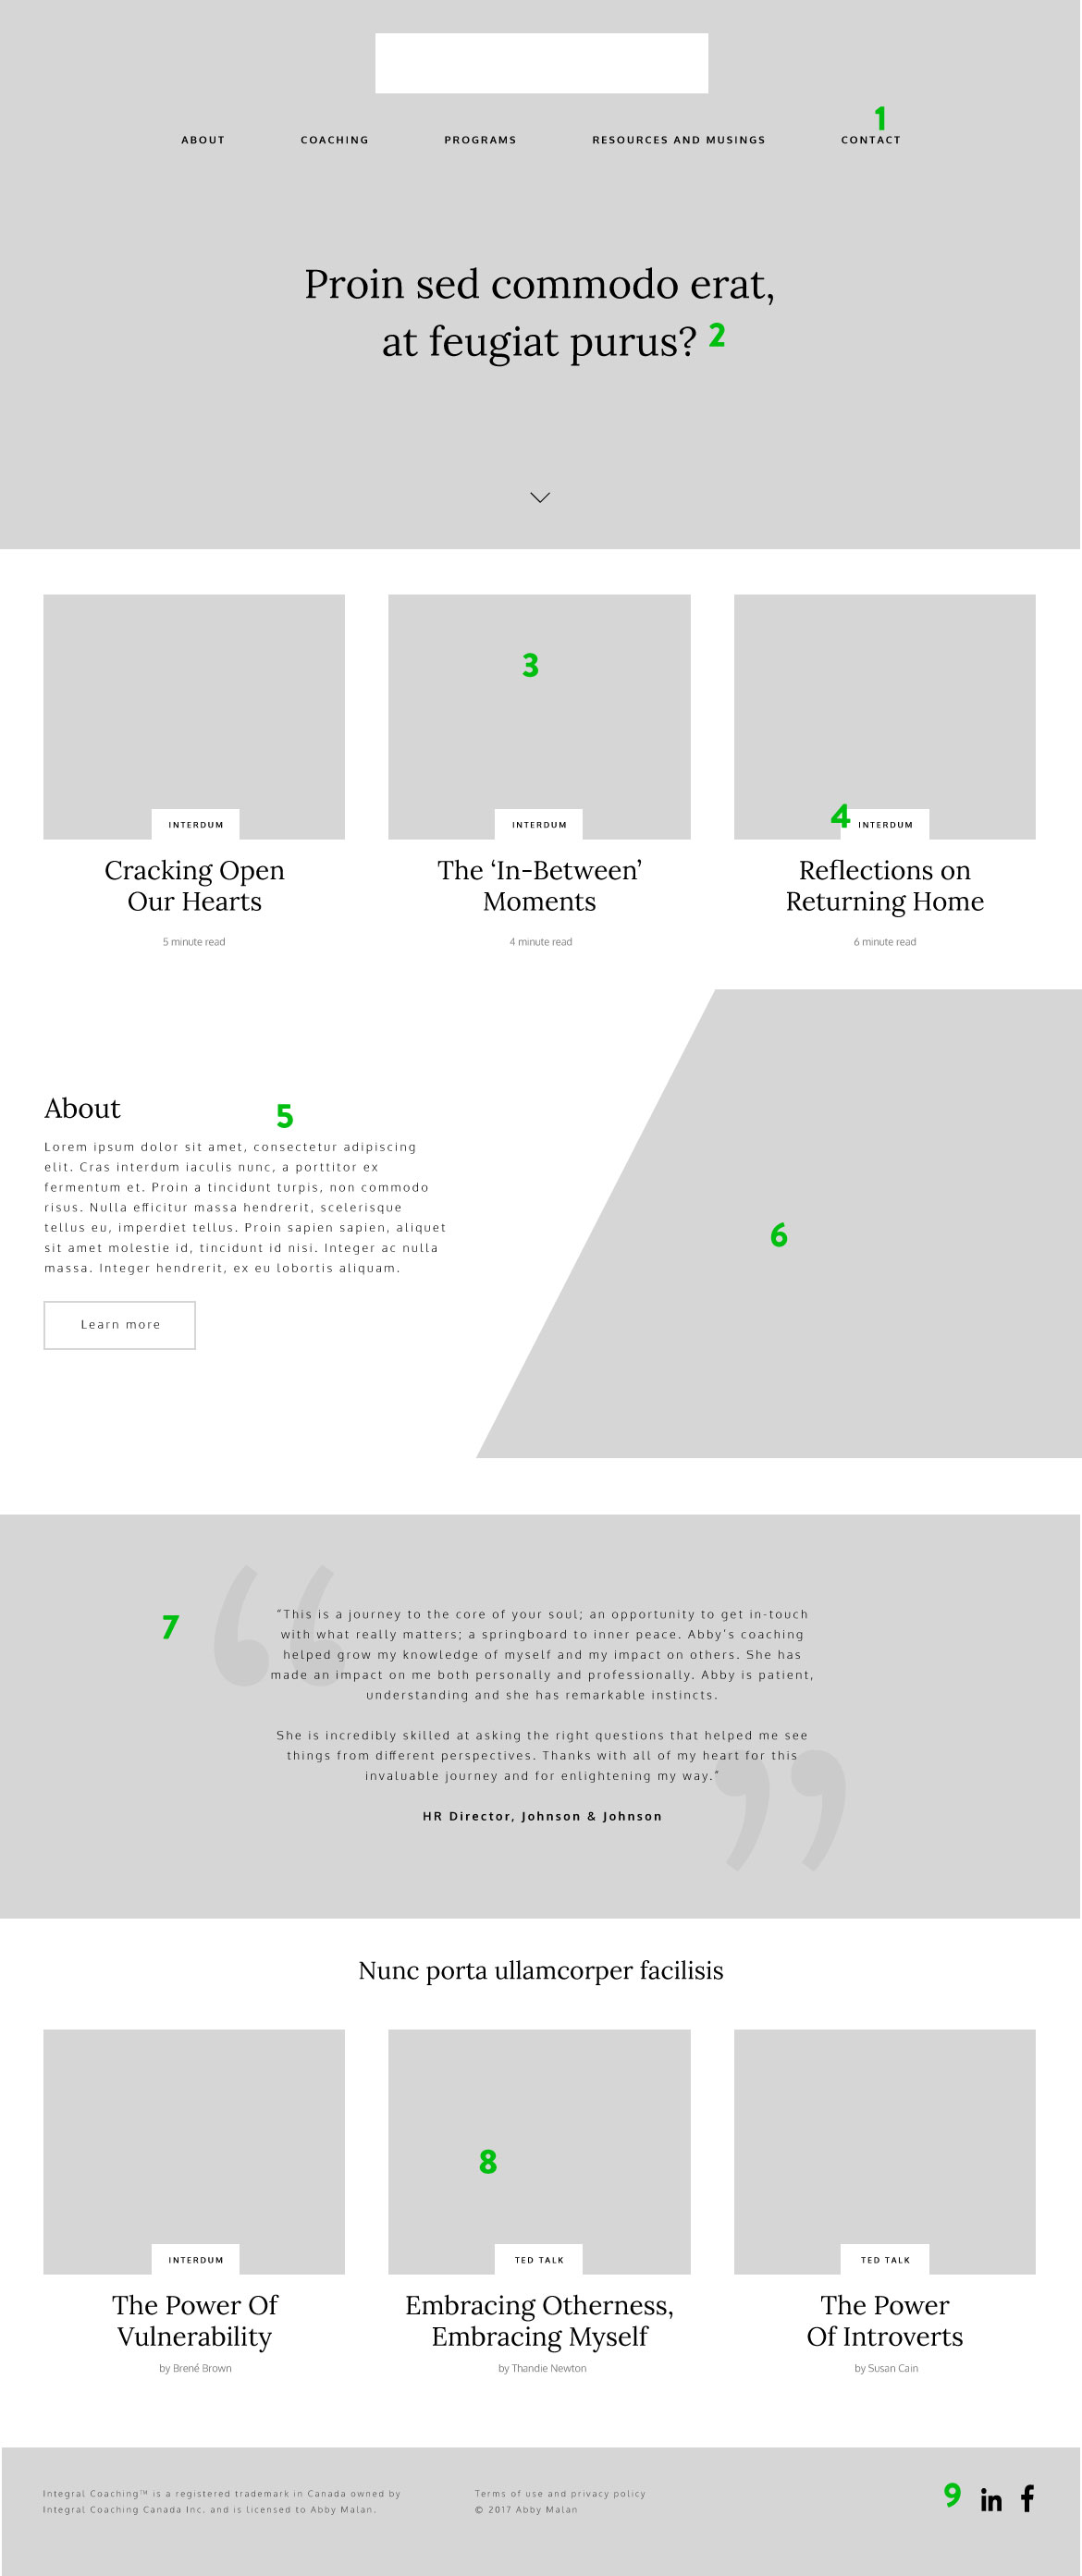 1
ABOUT COACHING PROGRAMS RESOURCES AND MUSINGS CONTACT
Proin sed commodo erat,
at feugiat purus? 2
3
4
INTERDUM
Cracking Open
Our Hearts
5 minute read
INTERDUM
The ‘In-Between’
Moments
4 minute read
INTERDUM
Reflections on
Returning Home
6 minute read
About
5
Lorem ipsum dolor sit amet, consectetur adipiscing
elit. Cras interdum iaculis nunc, a porttitor ex
fermentum et. Proin a tincidunt turpis, non commodo
risus. Nulla efficitur massa hendrerit, scelerisque
tellus eu, imperdiet tellus. Proin sapien sapien, aliquet
sit amet molestie id, tincidunt id nisi. Integer ac nulla
massa. Integer hendrerit, ex eu lobortis aliquam.
Learn more
6
7
“
“This is a journey to the core of your soul; an opportunity to get in-touch
with what really matters; a springboard to inner peace. Abby’s coaching
helped grow my knowledge of myself and my impact on others. She has
made an impact on me both personally and professionally. Abby is patient,
understanding and she has remarkable instincts.
She is incredibly skilled at asking the right questions that helped me see
things from different perspectives. Thanks with all of my heart for this
invaluable journey and for enlightening my way.”
”
HR Director, Johnson & Johnson
Nunc porta ullamcorper facilisis
8
INTERDUM
The Power Of
Vulnerability
by Brené Brown
TED TALK
Embracing Otherness,
Embracing Myself
by Thandie Newton
TED TALK
The Power
Of Introverts
by Susan Cain
Integral Coaching™ is a registered trademark in Canada owned by
Integral Coaching Canada Inc. and is licensed to Abby Malan.
Terms of use and privacy policy
© 2017 Abby Malan
9 in f